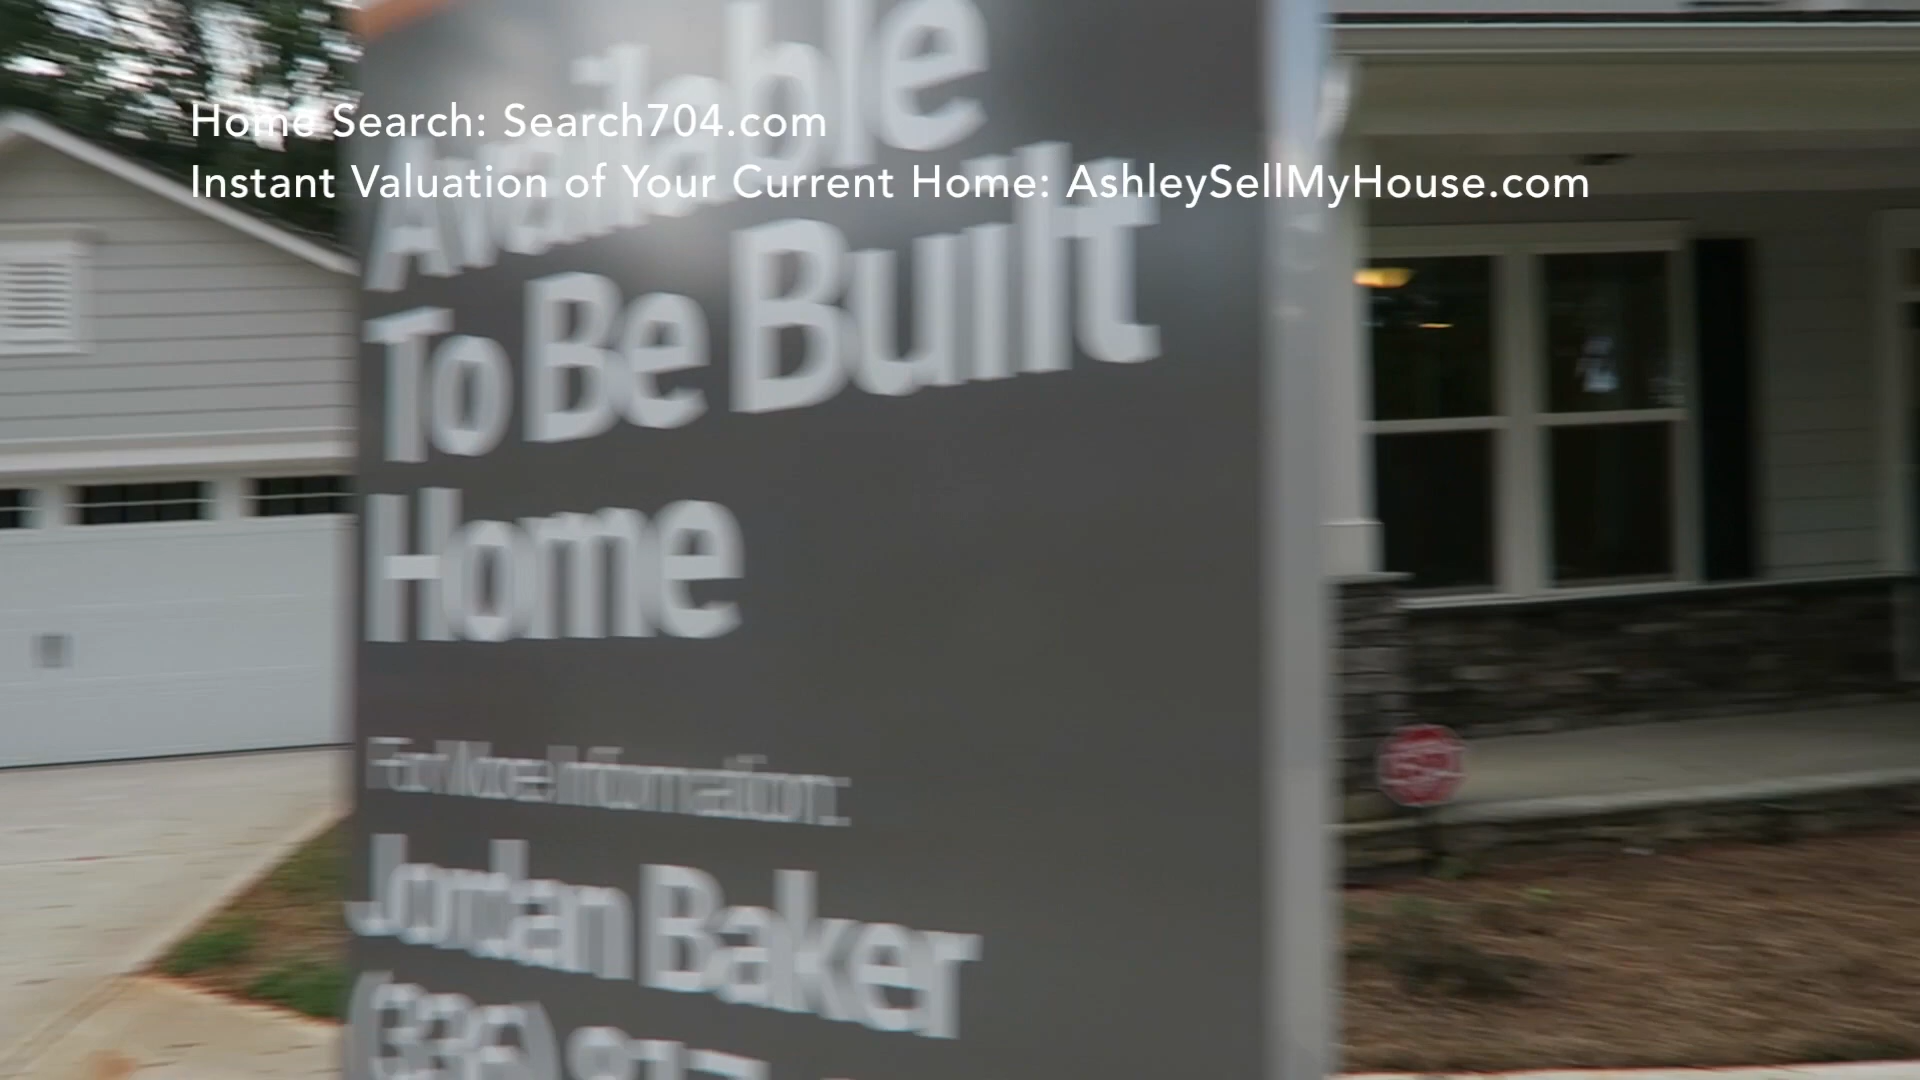 Home Search: Search704.com
Instant Valuation of Your Current Home: AshleySellMyHouse.com
Available
To Be Built
Home
For More Information:
Jordan Baker
(336)